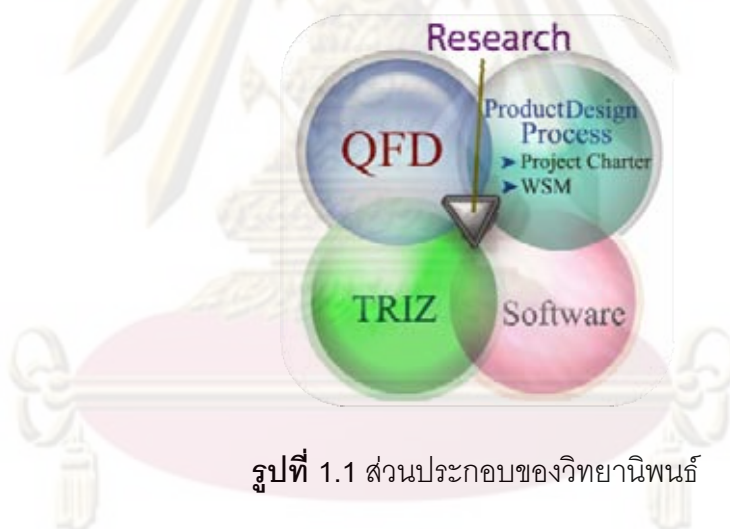 Research
QFD
ProductDesign
Process
➤ Project Charter
➤ WSM
TRIZ
Software
รูปที่ 1.1 ส่วนประกอบของวิทยานิพนธ์